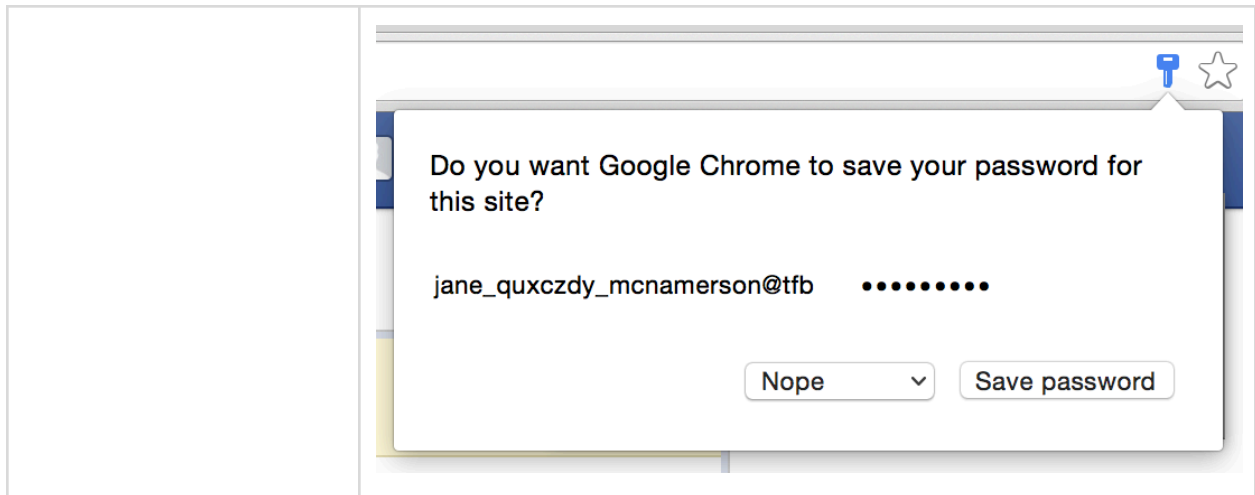 Do you want Google Chrome to save your password for
this site?
jane_quxczdy_mcnamerson@tfb •••••••••
Nope Save password